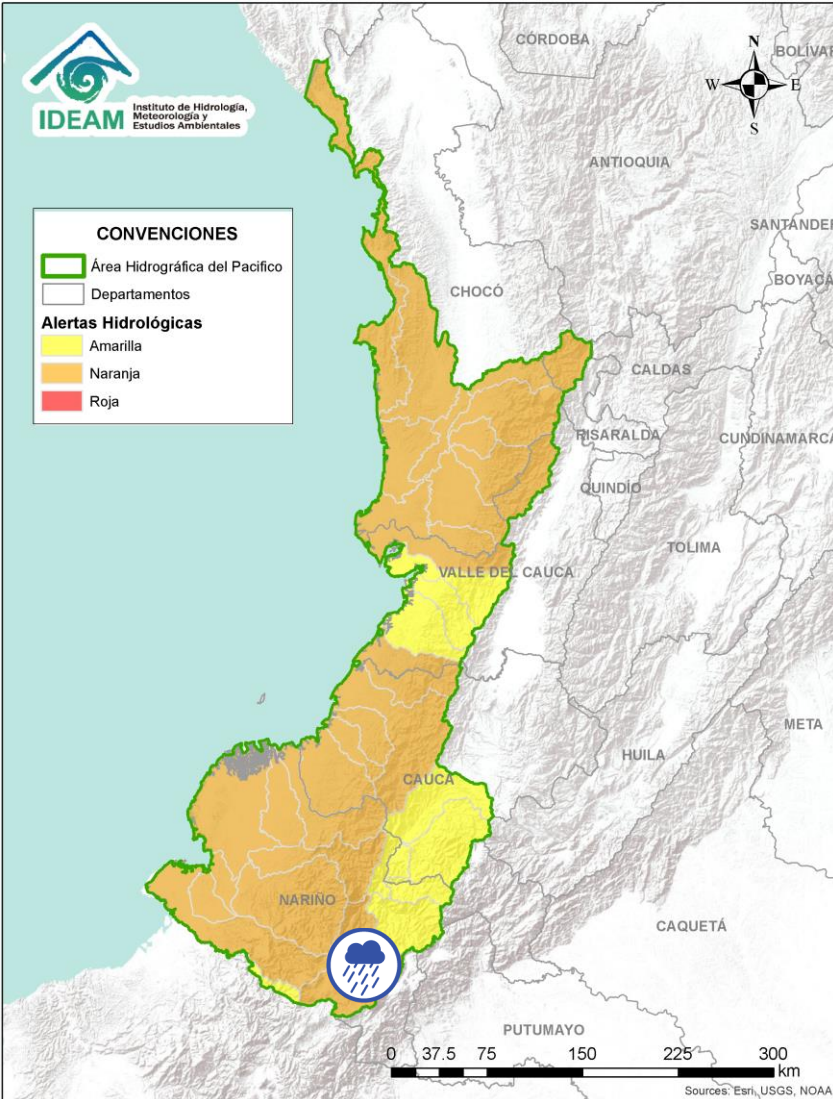 IDEAM
Instituto de Hidrología,
Meteorología y
Estudios Ambientales
CÓRDOBA
BOLÍVAR
N
W
E
S
ANTIOQUIA
SANTANDER
BOYACÁ
CONVENCIONES
Área Hidrográfica del Pacifico
Departamentos
Alertas Hidrológicas
Amarilla
Naranja
Roja
CHOCÓ
CALDAS
RISARALDA
CUNDINAMARCA
QUINDÍO
TOLIMA
VALLE DEL CAUCA
META
HUILA
CAUCA
NARIÑO
CAQUETÁ
PUTUMAYO
0 37.5 75 150 225 300
km
Sources: Esri, USGS, NOAA